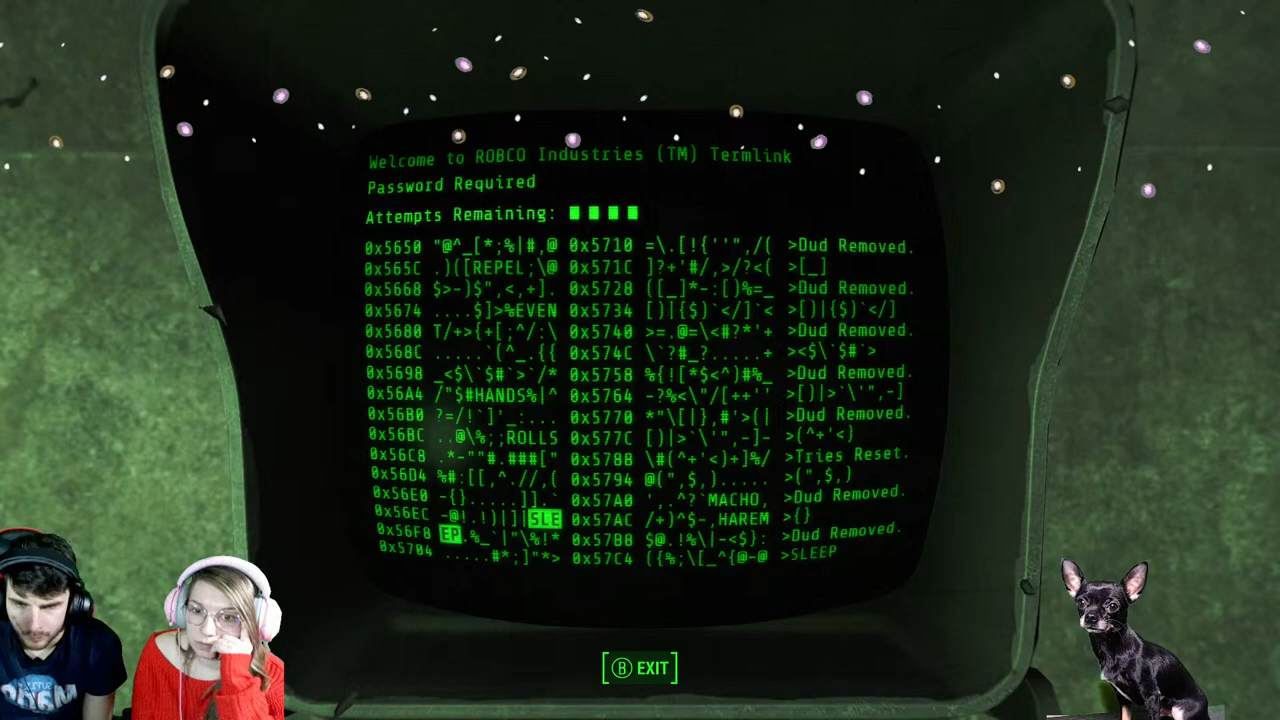 Welcome to ROBCO Industries (TM) Termlink
Password Required
Attempts Remaining: ■ ■ ■ ■
0x5650 "@^_[*;%|#,@ 0x5710 =\.[!{''",/( >Dud Removed.
0x565C .)([REPEL;\@ 0x571C ]?+'#/,>/?<( >[_]
0x5668 $>-)$",<,+]. 0x5728 ([_]*-:[)%=_ >Dud Removed.
0x5674 ....$]>%EVEN 0x5734 [)|{$)`</]`< >[)|{$)`</]
0x5680 T/+>{+[;^/:\ 0x5740 >=.@=\<#?*'+ >Dud Removed.
0x568C .....`(^_.{{ 0x574C \`?#_?.....+ ><$\`$#`>
0x5698 _<$\`$#`>`/* 0x5758 %{![*$<^)#%_ >Dud Removed.
0x56A4 /"$#HANDS%|^ 0x5764 -?%<\"/[++'' >[)|>`\'",-]
0x56B0 ?=/!`]'_:... 0x5770 *"\[|},#'>(| >Dud Removed.
0x56BC ..@\%;;ROLLS 0x577C [)|>`\'",-]- >(^+'<)
0x56C8 .*-""#.###[" 0x5788 \#(^+'<)+]%/ >Tries Reset.
0x56D4 %#:[[,^.//,( 0x5794 @(",$,)..... >(",$,)
0x56E0 -{}.....]].` 0x57A0 ',.^?`MACHO, >Dud Removed.
0x56EC -@!.!)|]|SLE 0x57AC /+)^$-,HAREM >{}
0x56F8 EP.%_`|"\%!* 0x57B8 $@.!%\|-<$}: >Dud Removed.
0x5704 .....#*;]"*> 0x57C4 ({%;\[_^{@-@ >SLEEP
Ⓑ EXIT